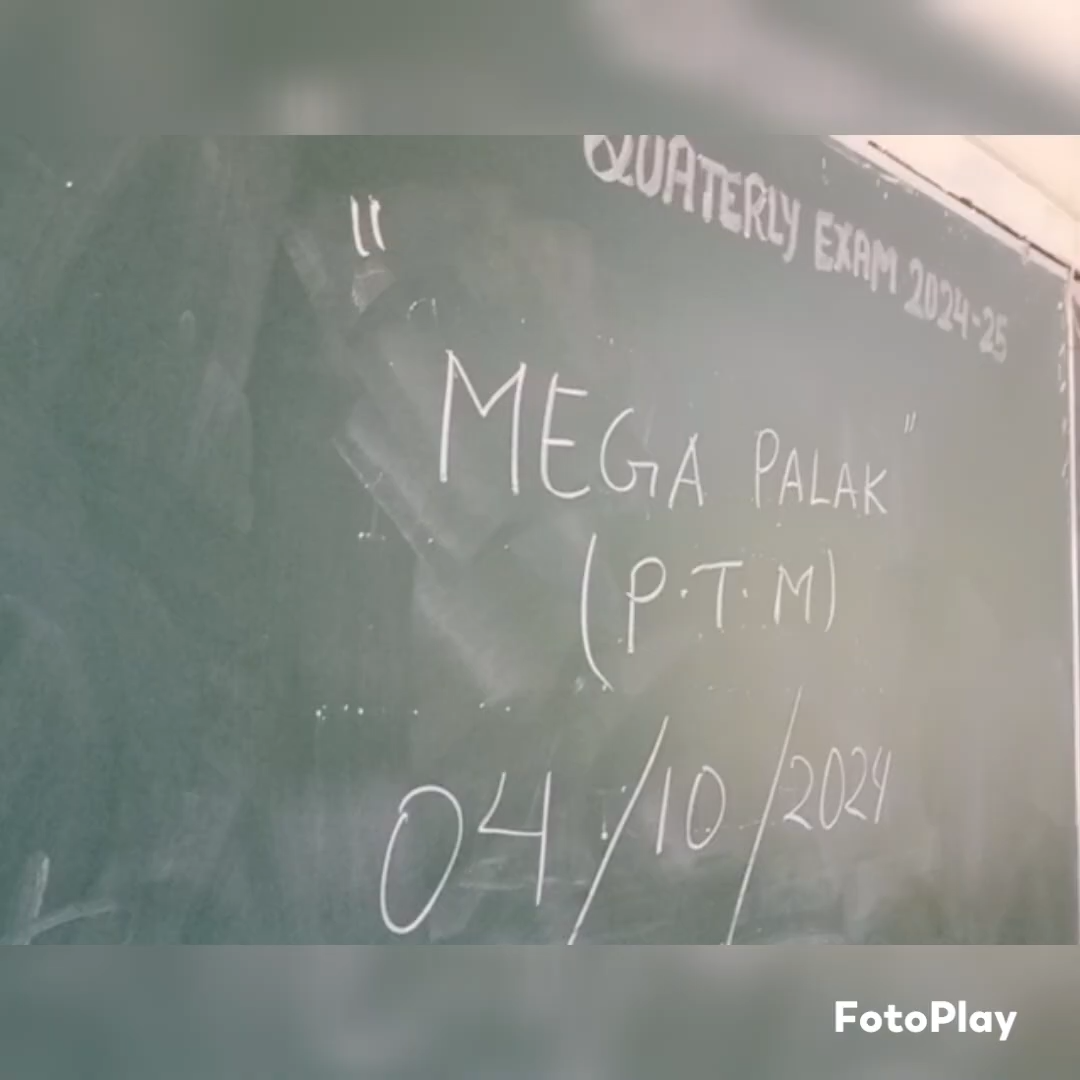 QUATERLY EXAM 2024-25
"MEGA PALAK"
(P.T.M)
04/10/2024
FotoPlay